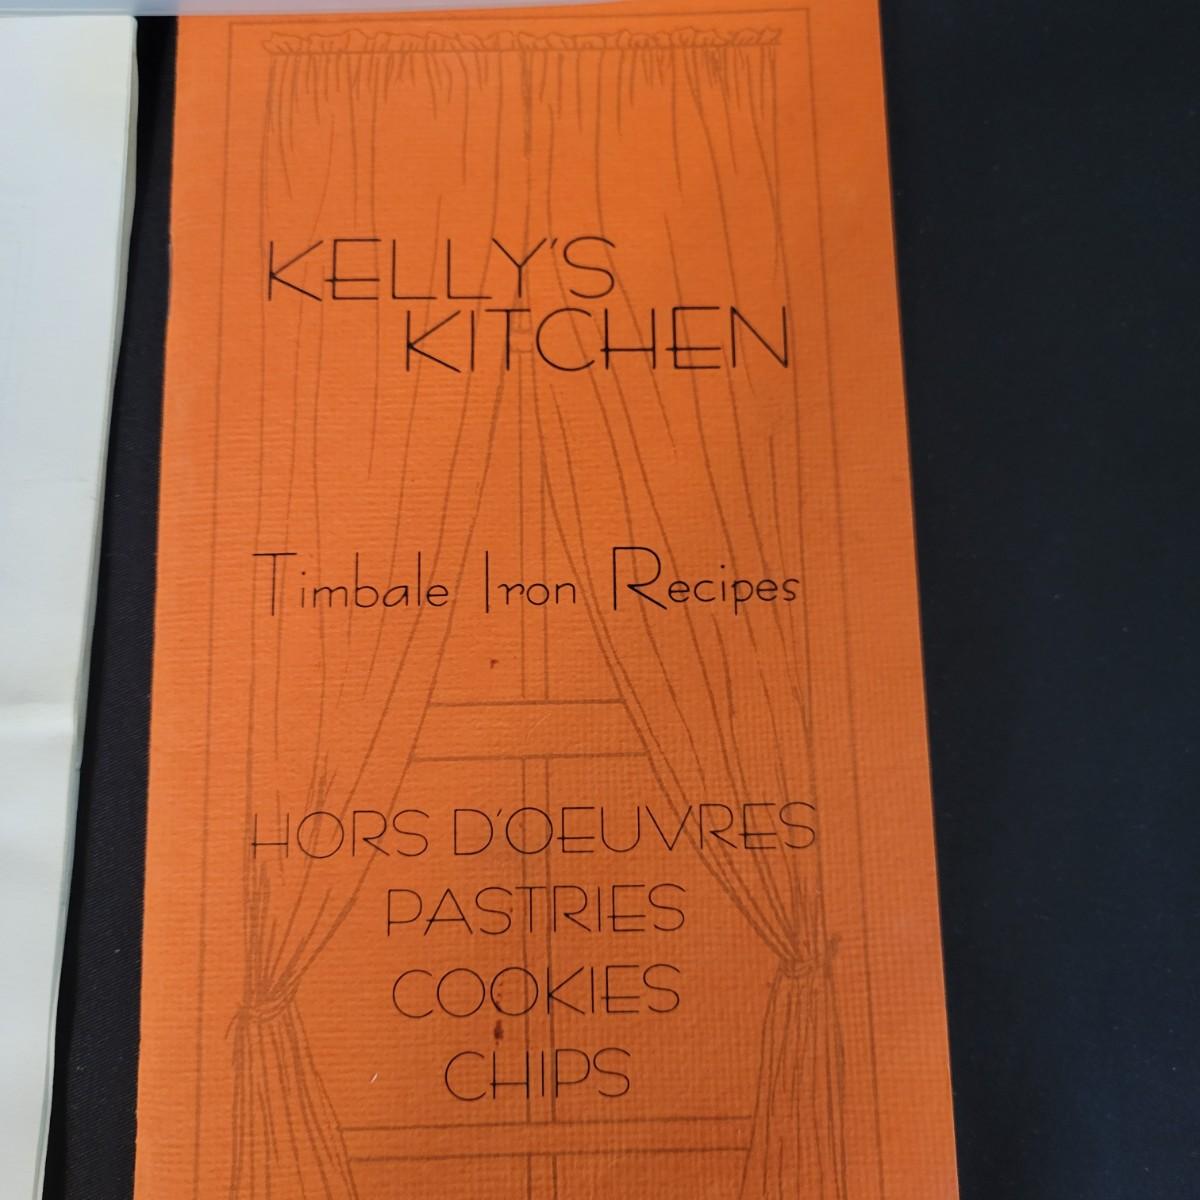 KELLY'S
KITCHEN
Timbale Iron Recipes
HORS D'OEUVRES
PASTRIES
COOKIES
CHIPS